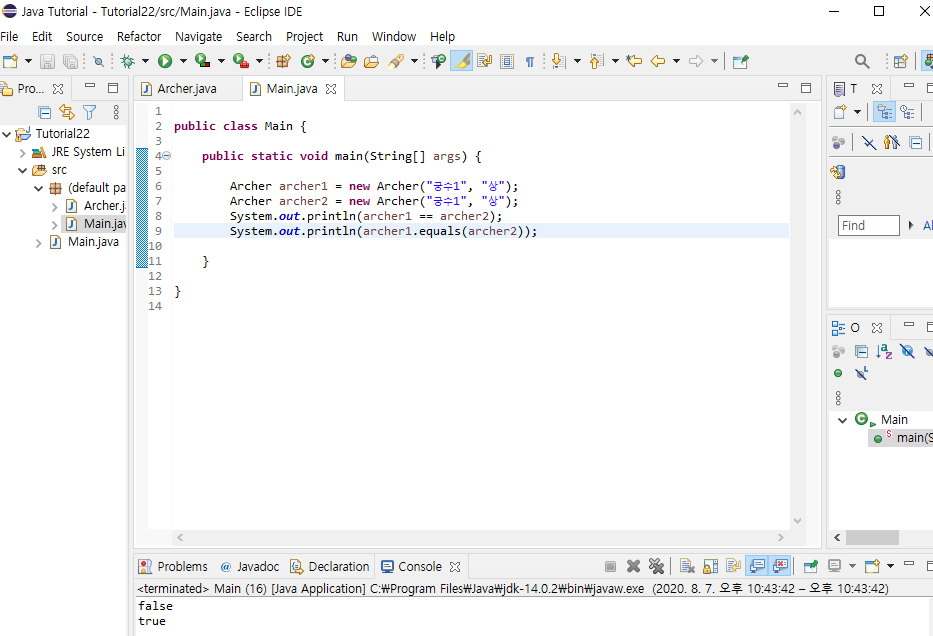 Java Tutorial - Tutorial22/src/Main.java - Eclipse IDE
File Edit Source Refactor Navigate Search Project Run Window Help
Pro...
Archer.java
Main.java
T
Tutorial22
JRE System Li
src
(default pa
Archer.j
Main.jav
Main.java
1
2 public class Main {
3
4 public static void main(String[] args) {
5
6 Archer archer1 = new Archer("궁수1", "상");
7 Archer archer2 = new Archer("궁수1", "상");
8 System.out.println(archer1 == archer2);
9 System.out.println(archer1.equals(archer2));
10
11 }
12
13 }
14
Find
Al
O
Main
main(S
Problems @ Javadoc Declaration Console
<terminated> Main (16) [Java Application] C:₩Program Files₩Java₩jdk-14.0.2₩bin₩javaw.exe (2020. 8. 7. 오후 10:43:42 – 오후 10:43:42)
false
true